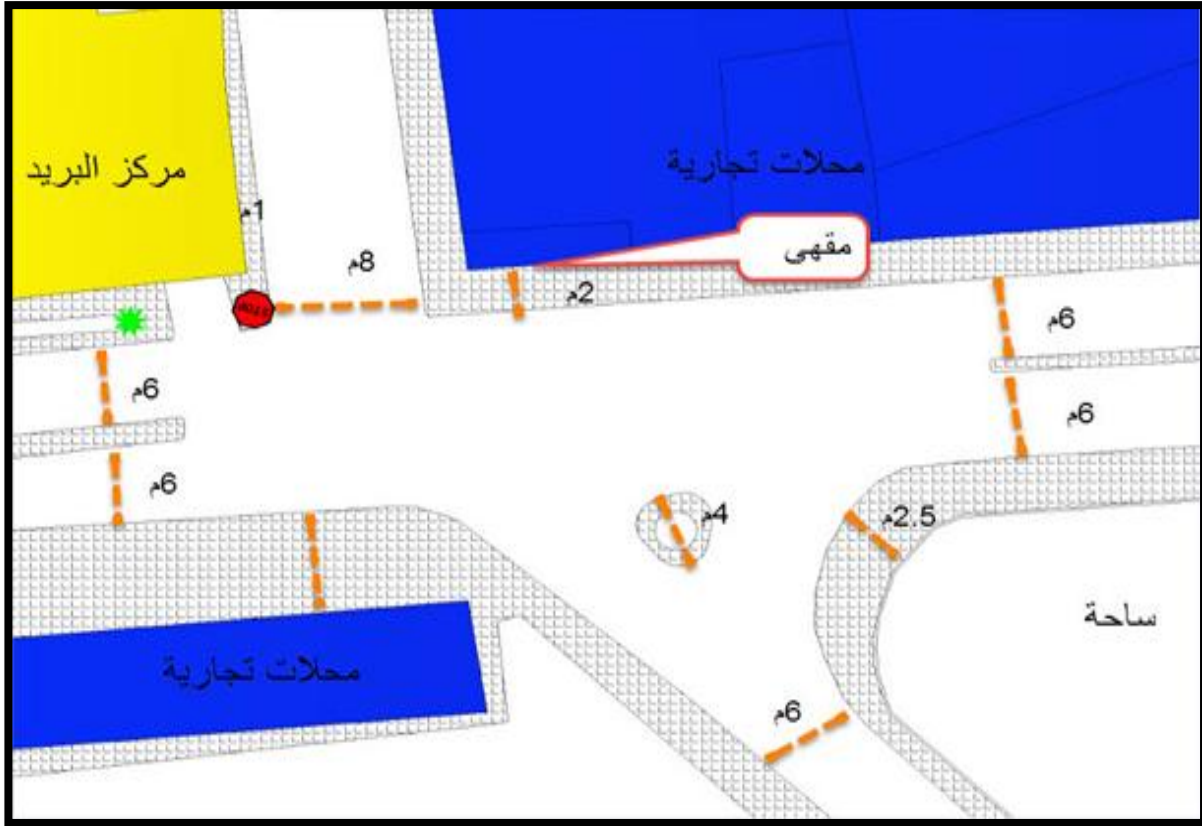 مركز البريد
محلات تجارية
1م
مقهى
8م
2م
STOP
6م
6م
6م
6م
4م
2.5م
ساحة
محلات تجارية
6م